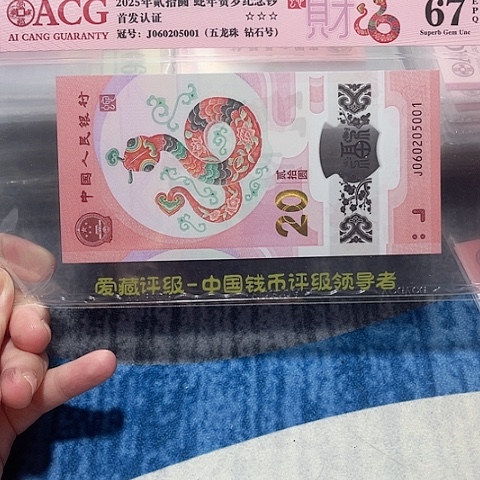 ACG
AI CANG GUARANTY
2025年贰拾圆 蛇年贺岁纪念钞
首发认证 ☆☆☆
冠号：J060205001（五龙珠 钻石号）
財
67
EPQ
Superb Gem Unc
中国人民银行
贰拾圆
20
福
J060205001
爱藏评级-中国钱币评级领导者